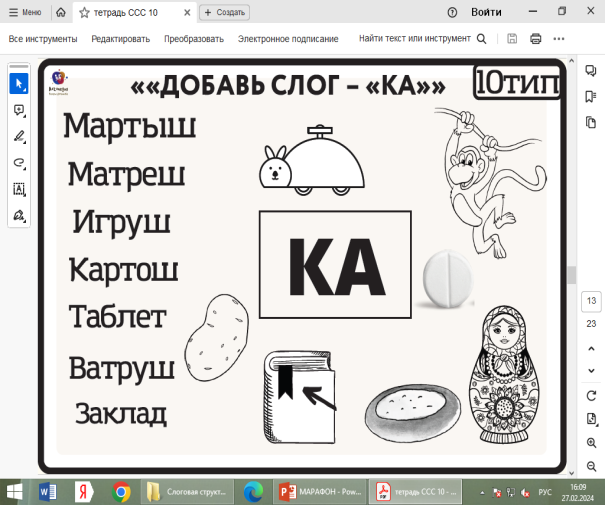 Меню
тетрадь ССС 10
Создать
Войти
Все инструменты
Редактировать
Преобразовать
Электронное подписание
Найти текст или инструмент
««ДОБАВЬ СЛОГ – «КА»»
10тип
Мартыш
Матреш
Игруш
Картош
Таблет
Ватруш
Заклад
КА
13
23
Слоговая структ...
МАРАФОН - Pow...
тетрадь ССС 10 - ...
РУС
16:09
27.02.2024